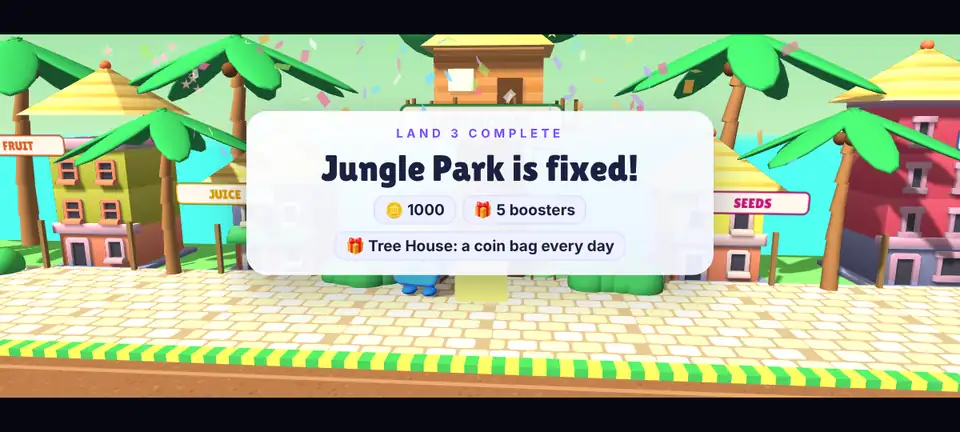 LAND 3 COMPLETE
Jungle Park is fixed!
1000
5 boosters
Tree House: a coin bag every day
FRUIT
JUICE
SEEDS